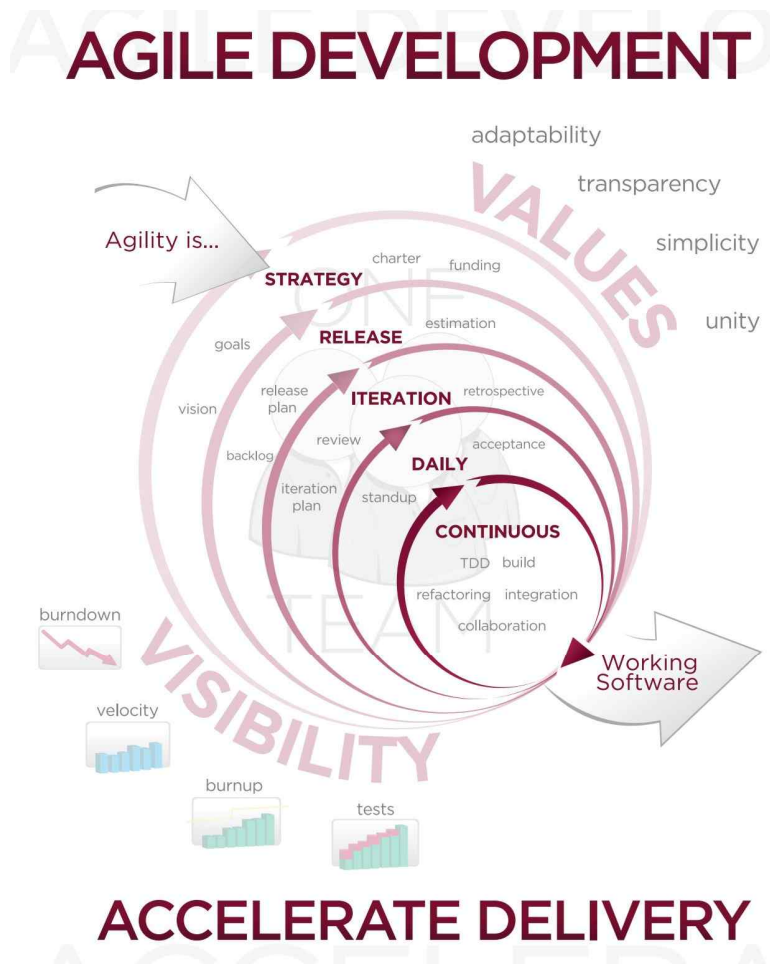 AGILE DEVELOPMENT
adaptability
transparency
simplicity
unity
VALUES
Agility is...
STRATEGY
charter
funding
goals
vision
RELEASE
estimation
release
plan
backlog
ITERATION
retrospective
review
iteration
plan
DAILY
acceptance
standup
CONTINUOUS
TDD build
refactoring integration
collaboration
ONE
TEAM
Working
Software
VISIBILITY
burndown
velocity
burnup
tests
ACCELERATE DELIVERY